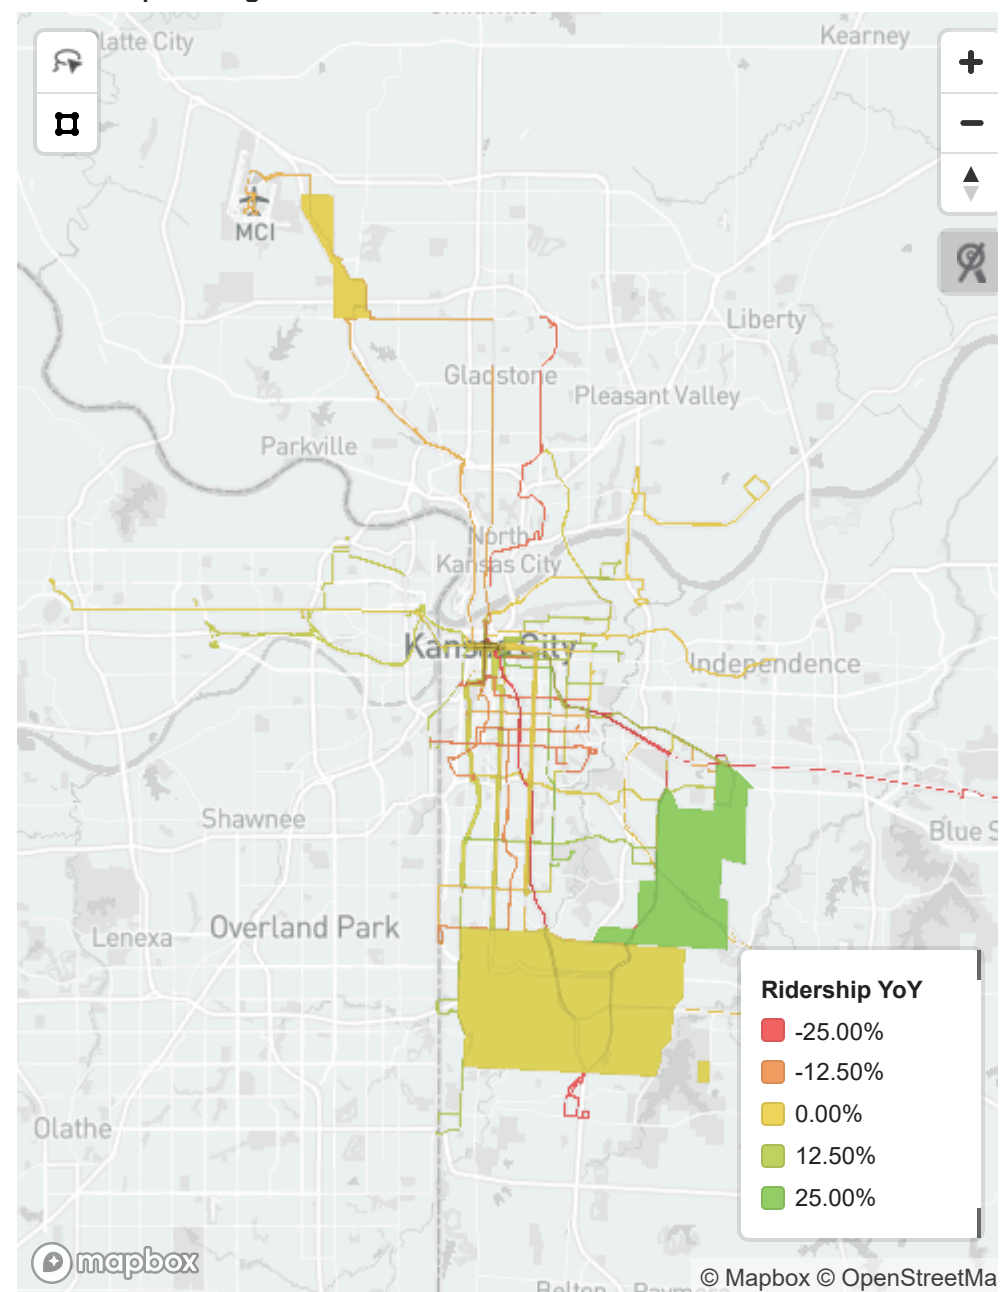 Platte City
Kearney
MCI
Liberty
Gladstone
Pleasant Valley
Parkville
North
Kansas City
Kansas City
Independence
Shawnee
Blue S
Overland Park
Lenexa
Ridership YoY
-25.00%
-12.50%
0.00%
12.50%
25.00%
Olathe
mapbox
© Mapbox © OpenStreetMa